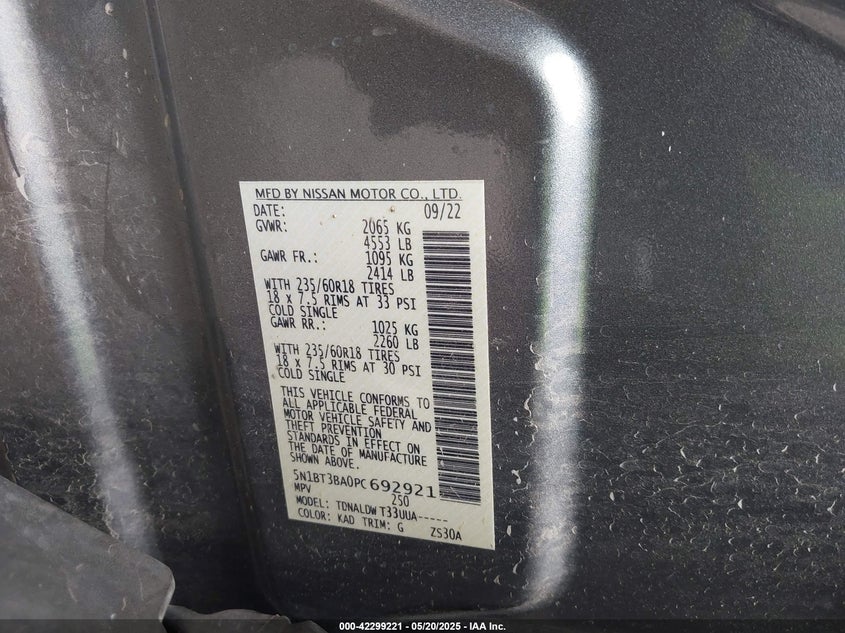 MFD BY NISSAN MOTOR CO., LTD.
DATE: 09/22
GVWR: 2065 KG
4553 LB
GAWR FR.: 1095 KG
2414 LB
WITH 235/60R18 TIRES
18 x 7.5 RIMS AT 33 PSI
COLD SINGLE
GAWR RR.: 1025 KG
2260 LB
WITH 235/60R18 TIRES
18 x 7.5 RIMS AT 30 PSI
COLD SINGLE
THIS VEHICLE CONFORMS TO
ALL APPLICABLE FEDERAL
MOTOR VEHICLE SAFETY AND
THEFT PREVENTION
STANDARDS IN EFFECT ON
THE DATE OF MANUFACTURE
SHOWN ABOVE.
5N1BT3BA0PC692921
MPV 250
MODEL: TDNALDW T33UUA-----
COLOR: KAD TRIM: G ZS30A
000-42299221 - 05/20/2025 - IAA Inc.